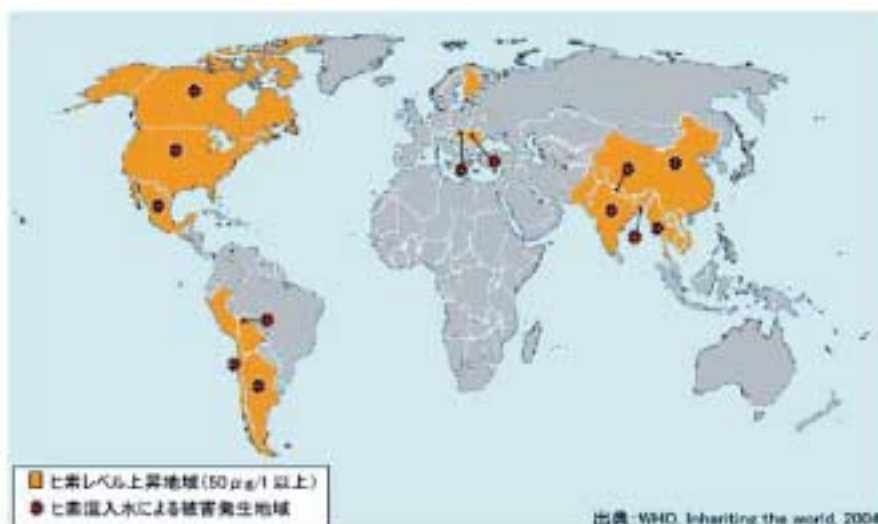 ヒ素レベル上昇地域(50μg/l 以上)
ヒ素混入水による被害発生地域
出典:WHO, Inheriting the world, 2004